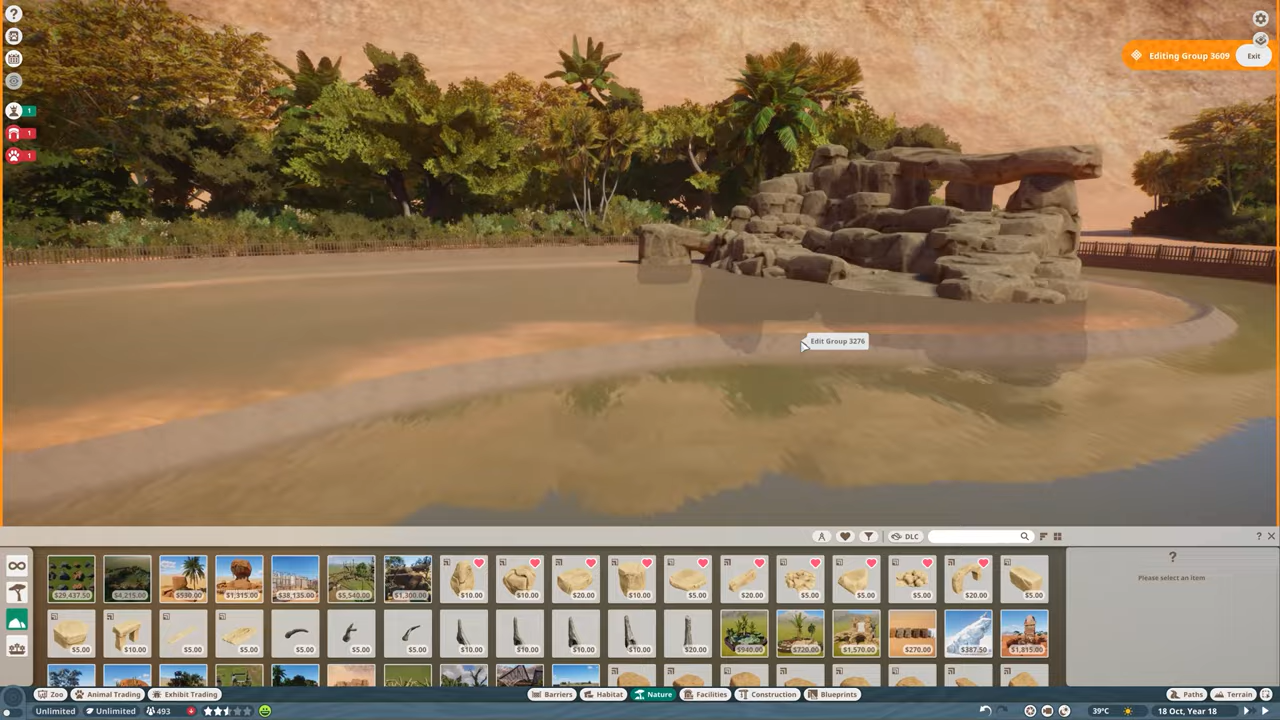 ?
1
1
1
Editing Group 3609
Exit
Edit Group 3276
DLC
? ×
$29,437.50 $4,215.00 $930.00 $1,315.00 $38,135.00 $5,540.00 $1,300.00 $10.00 $10.00 $20.00 $10.00 $5.00 $20.00 $5.00 $5.00 $5.00 $20.00 $5.00
$5.00 $10.00 $5.00 $5.00 $5.00 $5.00 $5.00 $10.00 $10.00 $10.00 $10.00 $20.00 $940.00 $720.00 $1,570.00 $270.00 $387.50 $1,815.00
?
Please select an item
Zoo Animal Trading Exhibit Trading Barriers Habitat Nature Facilities Construction Blueprints Paths Terrain
Unlimited Unlimited 493 39°C 18 Oct, Year 18